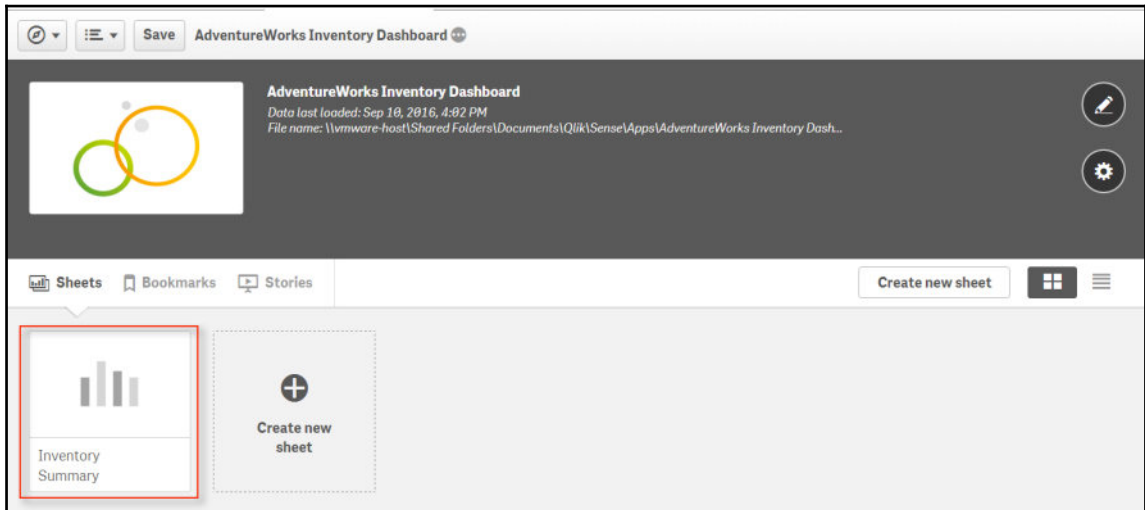 Save AdventureWorks Inventory Dashboard
AdventureWorks Inventory Dashboard
Data last loaded: Sep 10, 2016, 4:02 PM
File name: \\vmware-host\Shared Folders\Documents\Qlik\Sense\Apps\AdventureWorks Inventory Dash...
Sheets Bookmarks Stories Create new sheet
Create new
sheet
Inventory
Summary